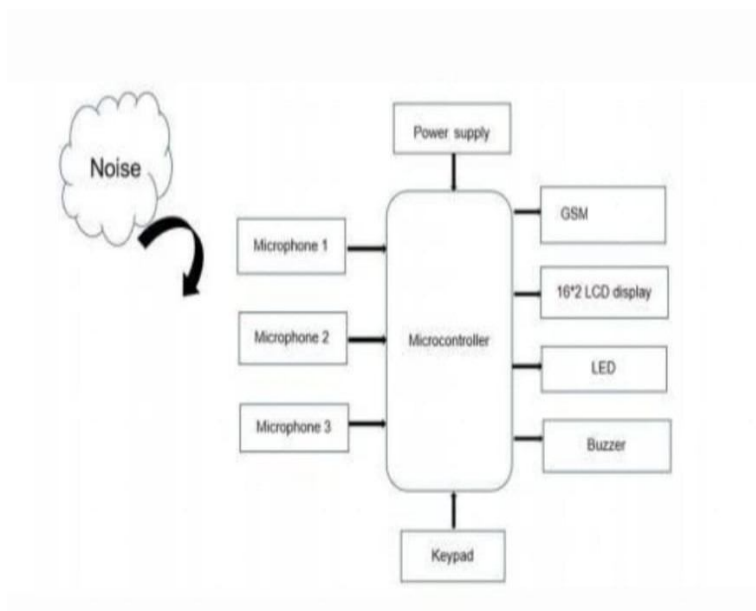 Noise
Power supply
Microphone 1
Microphone 2
Microphone 3
Microcontroller
GSM
16*2 LCD display
LED
Buzzer
Keypad